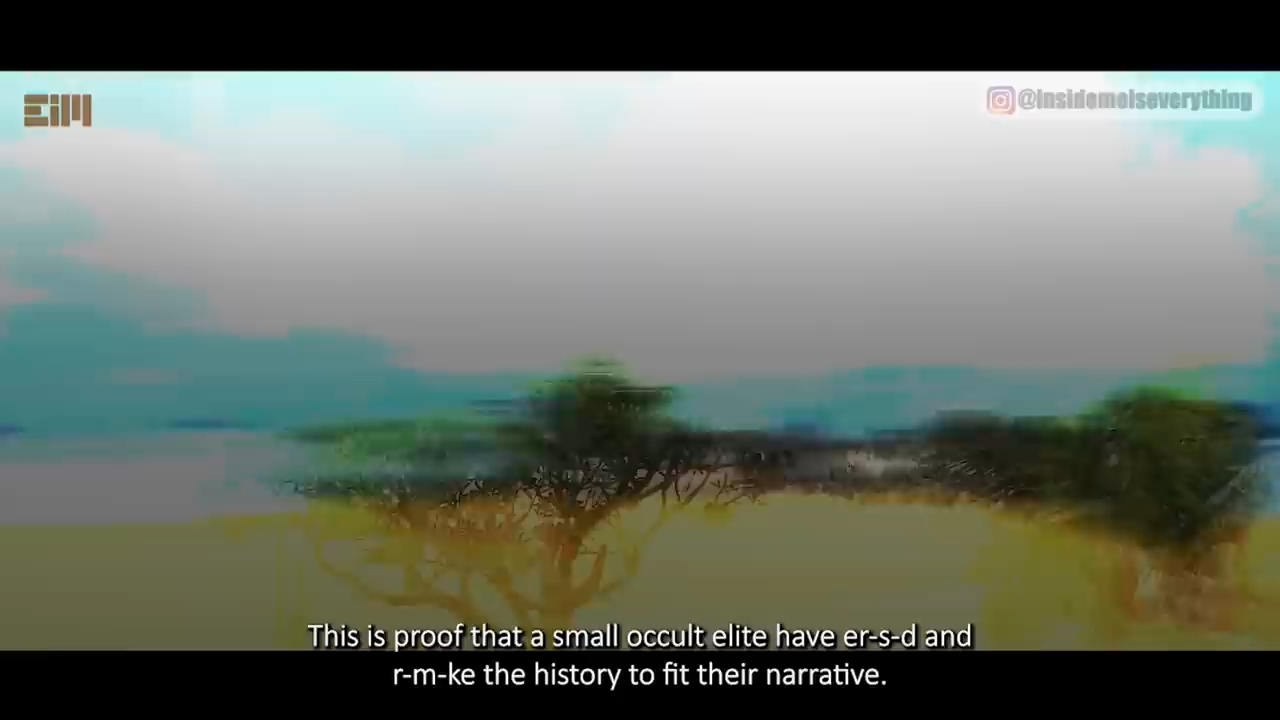 EiM
@insidemeiseverything
This is proof that a small occult elite have er-s-d and
r-m-ke the history to fit their narrative.